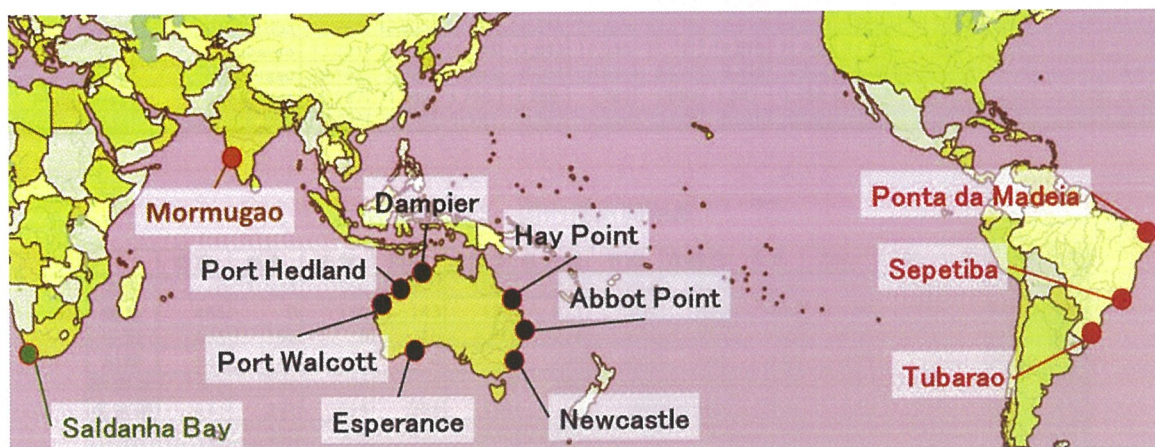 Mormugao
Dampier
Ponta da Madeia
Hay Point
Port Hedland
Sepetiba
Abbot Point
Port Walcott
Tubarao
Saldanha Bay
Esperance
Newcastle